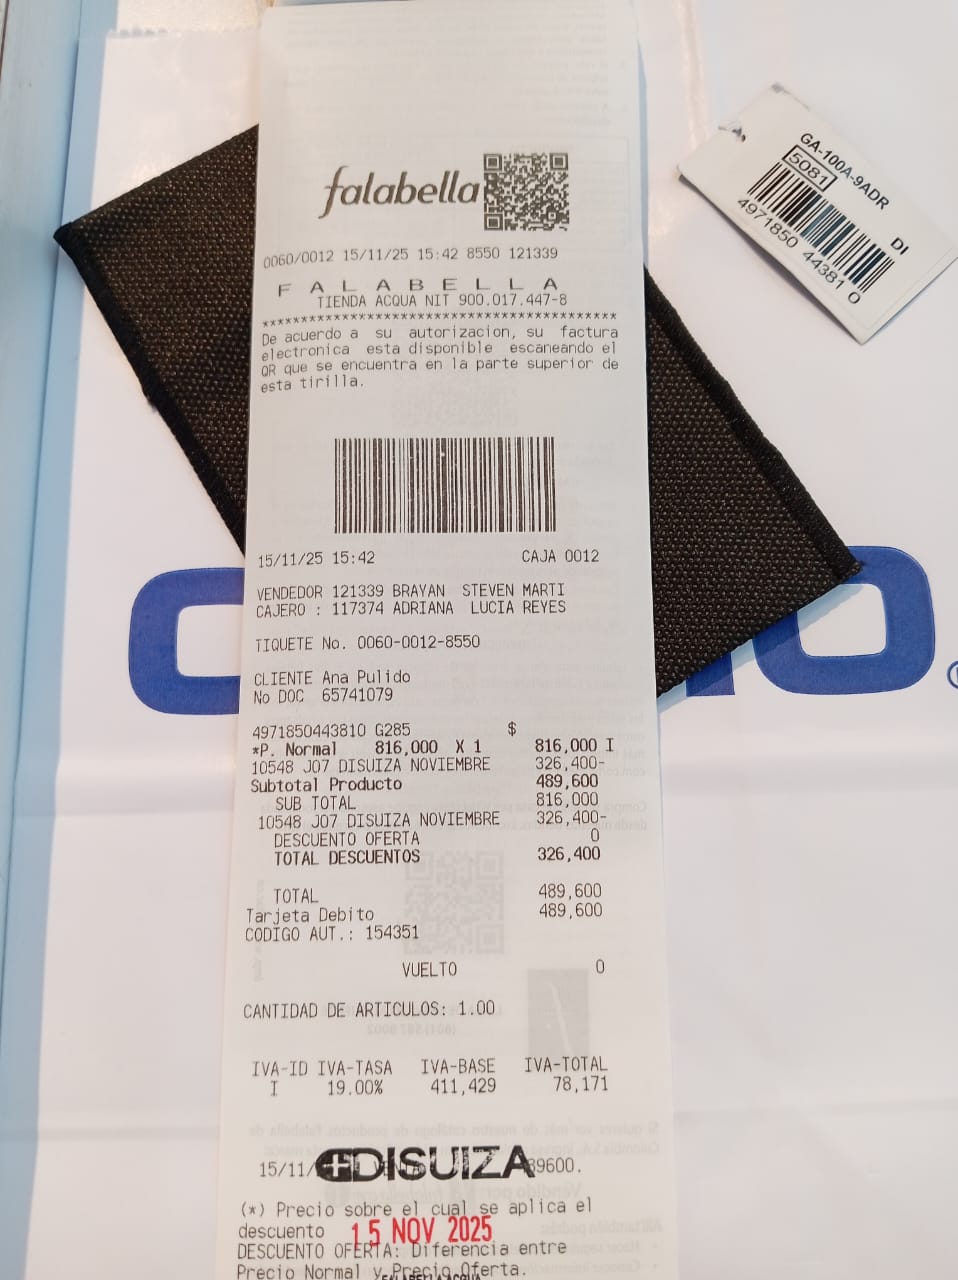 falabella
0060/0012 15/11/25 15:42 8550 121339
F A L A B E L L A
TIENDA ACQUA NIT 900.017.447-8
******************************************
De acuerdo a su autorizacion, su factura
electronica esta disponible escaneando el
QR que se encuentra en la parte superior de
esta tirilla.
15/11/25 15:42 CAJA 0012
VENDEDOR 121339 BRAYAN STEVEN MARTI
CAJERO : 117374 ADRIANA LUCIA REYES
TIQUETE No. 0060-0012-8550
CLIENTE Ana Pulido
No DOC 65741079
4971850443810 G285 $
*P. Normal 816,000 X 1 816,000 I
10548 J07 DISUIZA NOVIEMBRE 326,400-
Subtotal Producto 489,600
SUB TOTAL 816,000
10548 J07 DISUIZA NOVIEMBRE 326,400-
DESCUENTO OFERTA 0
TOTAL DESCUENTOS 326,400
TOTAL 489,600
Tarjeta Debito 489,600
CODIGO AUT.: 154351
VUELTO 0
CANTIDAD DE ARTICULOS: 1.00
IVA-ID IVA-TASA IVA-BASE IVA-TOTAL
I 19.00% 411,429 78,171
15/11/ DISUIZA 89600.
(*) Precio sobre el cual se aplica el
descuento 15 NOV 2025
DESCUENTO OFERTA: Diferencia entre
Precio Normal y Precio Oferta.
FALABELLA ACQUA
GA-100A-9ADR
5081
DI
4971850 44381 0